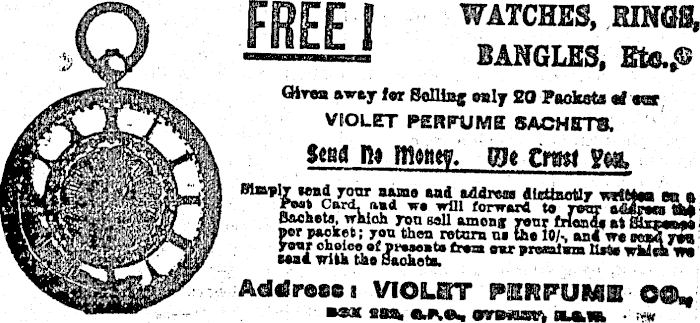 FREE!
WATCHES, RINGS,
BANGLES, Etc.,
Given away for Selling only 20 Packets of our
VIOLET PERFUME SACHETS.
Send No Money. We Trust You.
Simply send your name and address distinctly written on a
Post Card, and we will forward to your address the
Sachets, which you sell among your friends at Sixpence
per packet; you then return us the 10/-, and we send you
your choice of presents from our premium lists which we
send with the Sachets.
Address: VIOLET PERFUME CO.,
BOX 282, G.P.O., SYDNEY, N.S.W.